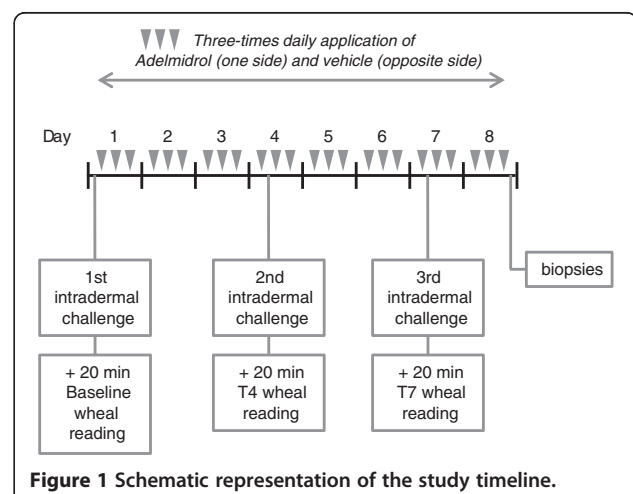 Three-times daily application of
Adelmidrol (one side) and vehicle (opposite side)
Day 1 2 3 4 5 6 7 8
1st
intradermal
challenge
2nd
intradermal
challenge
3rd
intradermal
challenge
biopsies
+ 20 min
Baseline
wheal
reading
+ 20 min
T4 wheal
reading
+ 20 min
T7 wheal
reading
Figure 1 Schematic representation of the study timeline.